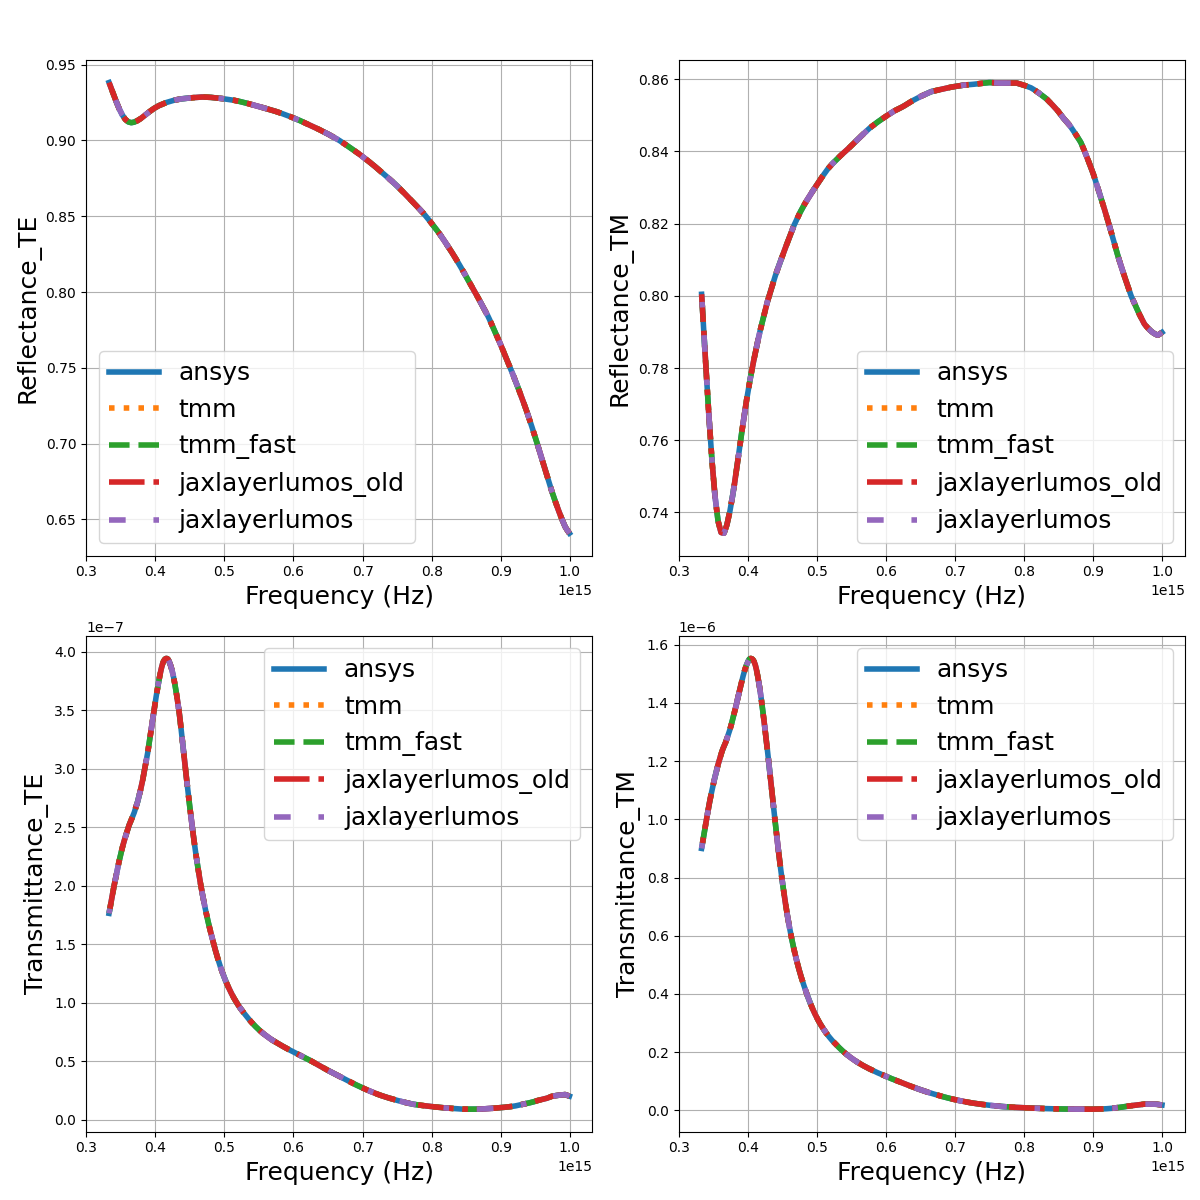 0.95
0.90
0.85
0.80
0.75
0.70
0.65
Reflectance_TE
ansys
tmm
tmm_fast
jaxlayerlumos_old
jaxlayerlumos
0.3 0.4 0.5 0.6 0.7 0.8 0.9 1.0
1e15
Frequency (Hz)
0.86
0.84
0.82
0.80
0.78
0.76
0.74
Reflectance_TM
ansys
tmm
tmm_fast
jaxlayerlumos_old
jaxlayerlumos
0.3 0.4 0.5 0.6 0.7 0.8 0.9 1.0
1e15
Frequency (Hz)
1e−7
4.0
3.5
3.0
2.5
2.0
1.5
1.0
0.5
0.0
Transmittance_TE
ansys
tmm
tmm_fast
jaxlayerlumos_old
jaxlayerlumos
0.3 0.4 0.5 0.6 0.7 0.8 0.9 1.0
1e15
Frequency (Hz)
1e−6
1.6
1.4
1.2
1.0
0.8
0.6
0.4
0.2
0.0
Transmittance_TM
ansys
tmm
tmm_fast
jaxlayerlumos_old
jaxlayerlumos
0.3 0.4 0.5 0.6 0.7 0.8 0.9 1.0
1e15
Frequency (Hz)